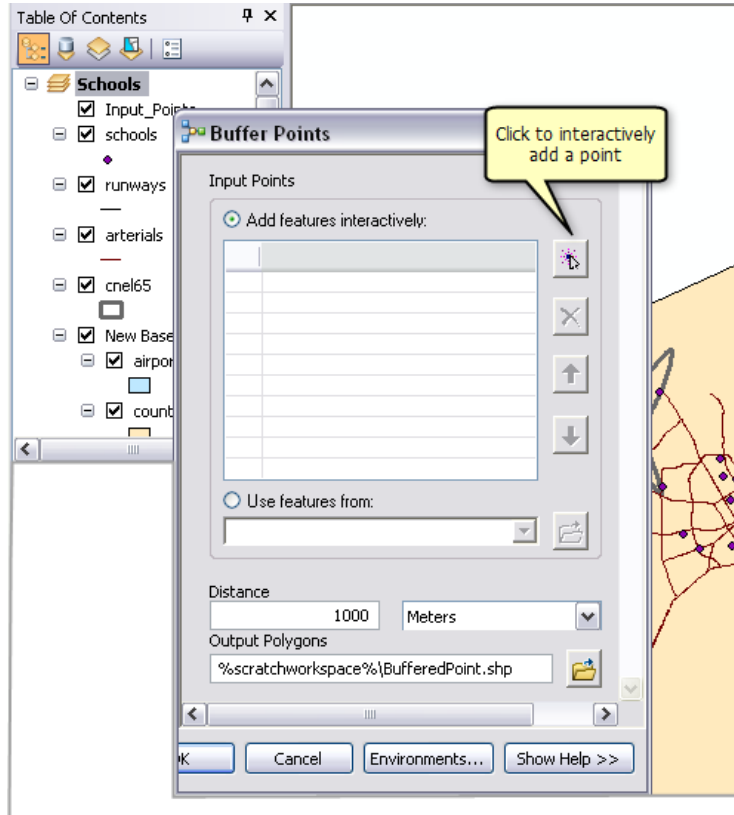 Table Of Contents
Schools
Input_Points
schools
runways
arterials
cnel65
New Base
airpor
count
Buffer Points
Click to interactively
add a point
Input Points
Add features interactively:
Use features from:
Distance
1000
Meters
Output Polygons
%scratchworkspace%\BufferedPoint.shp
K
Cancel
Environments...
Show Help >>